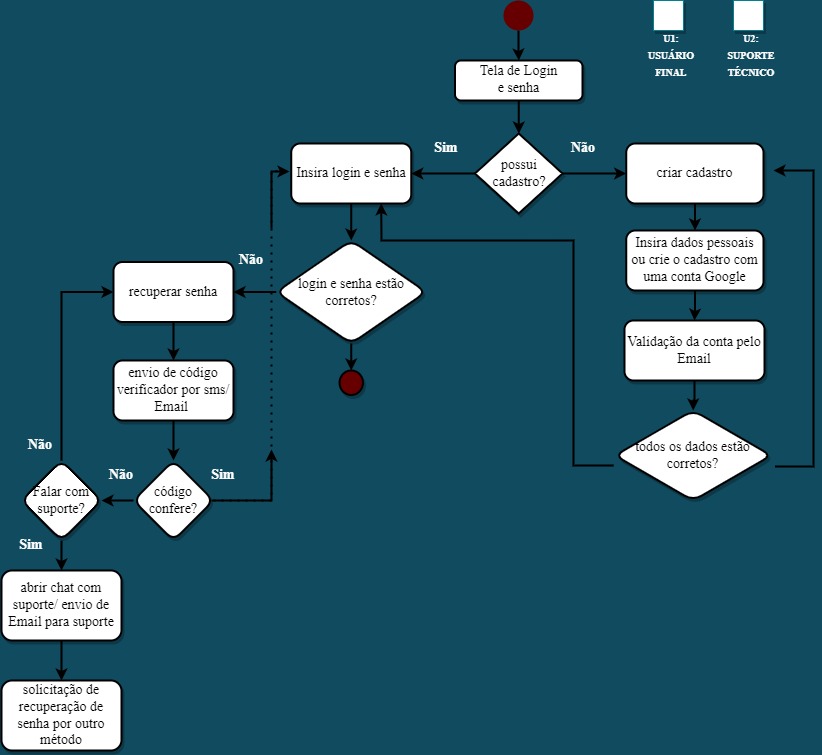 U1:
USUÁRIO
FINAL
U2:
SUPORTE
TÉCNICO
Tela de Login
e senha
possui
cadastro?
Sim
Não
Insira login e senha
criar cadastro
Insira dados pessoais
ou crie o cadastro com
uma conta Google
Validação da conta pelo
Email
todos os dados estão
corretos?
login e senha estão
corretos?
Não
recuperar senha
envio de código
verificador por sms/
Email
código
confere?
Sim
Não
Falar com
suporte?
Não
Sim
abrir chat com
suporte/ envio de
Email para suporte
solicitação de
recuperação de
senha por outro
método